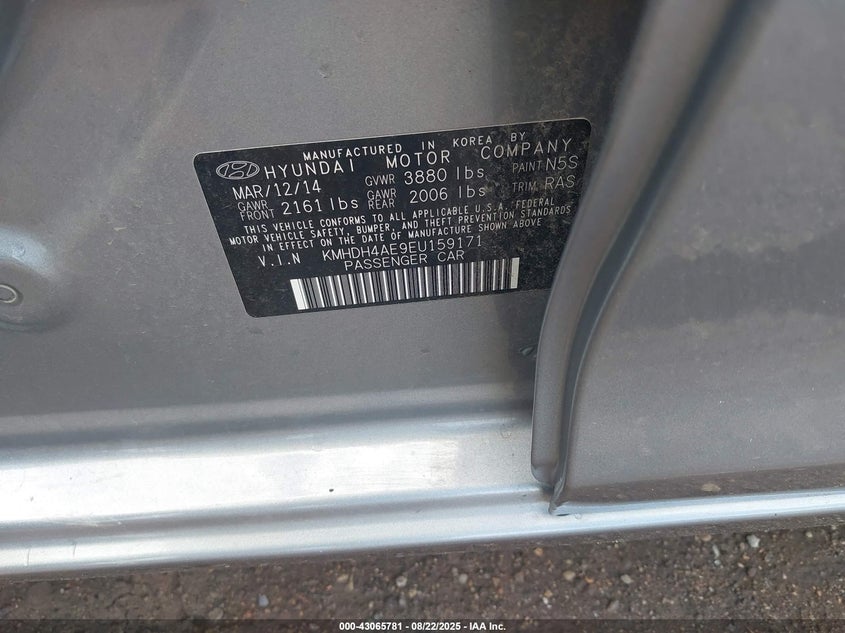 MANUFACTURED IN KOREA BY
HYUNDAI MOTOR COMPANY
MAR/12/14 GVWR 3880 lbs PAINT N5S
GAWR FRONT 2161 lbs GAWR REAR 2006 lbs TRIM RAS
THIS VEHICLE CONFORMS TO ALL APPLICABLE U.S.A. FEDERAL
MOTOR VEHICLE SAFETY, BUMPER, AND THEFT PREVENTION STANDARDS
IN EFFECT ON THE DATE OF MANUFACTURE SHOWN ABOVE
V.I.N KMHDH4AE9EU159171
PASSENGER CAR
000-43065781 - 08/22/2025 - IAA Inc.